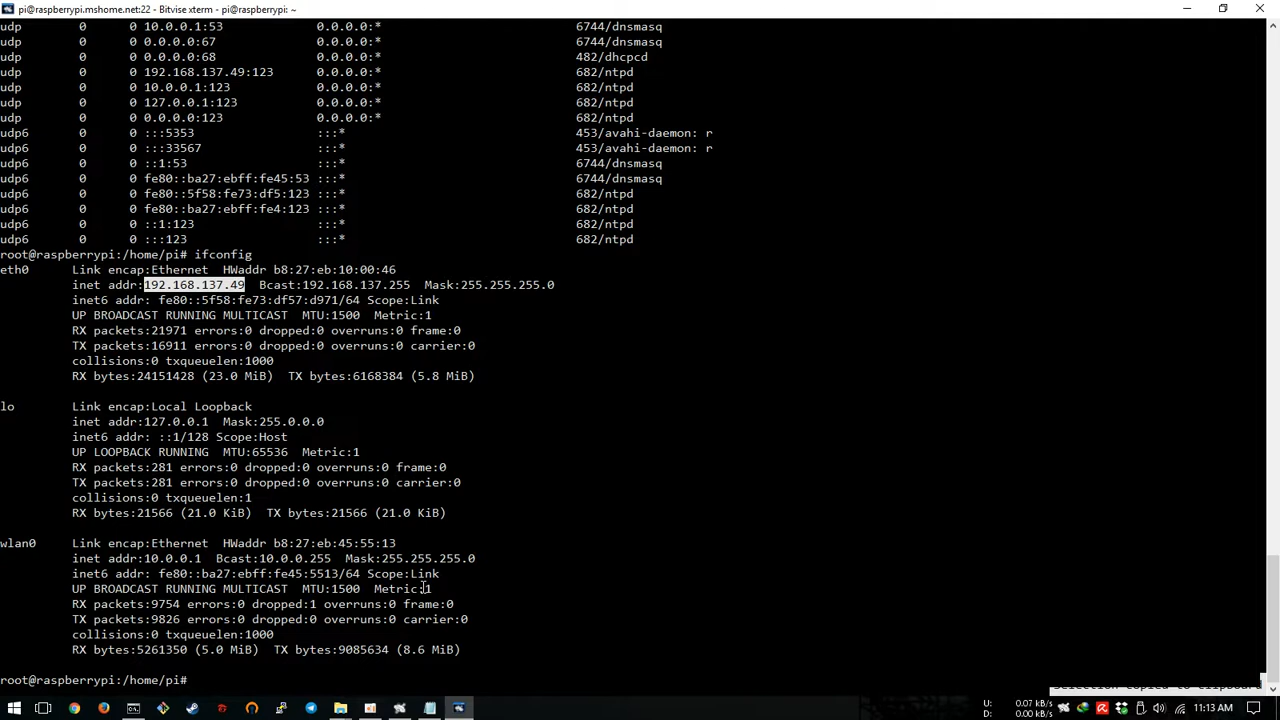 pi@raspberrypi.mshome.net:22 - Bitvise xterm - pi@raspberrypi: ~
udp 0 0 10.0.0.1:53 0.0.0.0:* 6744/dnsmasq
udp 0 0 0.0.0.0:67 0.0.0.0:* 6744/dnsmasq
udp 0 0 0.0.0.0:68 0.0.0.0:* 482/dhcpcd
udp 0 0 192.168.137.49:123 0.0.0.0:* 682/ntpd
udp 0 0 10.0.0.1:123 0.0.0.0:* 682/ntpd
udp 0 0 127.0.0.1:123 0.0.0.0:* 682/ntpd
udp 0 0 0.0.0.0:123 0.0.0.0:* 682/ntpd
udp6 0 0 :::5353 :::* 453/avahi-daemon: r
udp6 0 0 :::33567 :::* 453/avahi-daemon: r
udp6 0 0 ::1:53 :::* 6744/dnsmasq
udp6 0 0 fe80::ba27:ebff:fe45:53 :::* 6744/dnsmasq
udp6 0 0 fe80::5f58:fe73:df5:123 :::* 682/ntpd
udp6 0 0 fe80::ba27:ebff:fe4:123 :::* 682/ntpd
udp6 0 0 ::1:123 :::* 682/ntpd
udp6 0 0 :::123 :::* 682/ntpd
root@raspberrypi:/home/pi# ifconfig
eth0 Link encap:Ethernet HWaddr b8:27:eb:10:00:46
inet addr:192.168.137.49 Bcast:192.168.137.255 Mask:255.255.255.0
inet6 addr: fe80::5f58:fe73:df57:d971/64 Scope:Link
UP BROADCAST RUNNING MULTICAST MTU:1500 Metric:1
RX packets:21971 errors:0 dropped:0 overruns:0 frame:0
TX packets:16911 errors:0 dropped:0 overruns:0 carrier:0
collisions:0 txqueuelen:1000
RX bytes:24151428 (23.0 MiB) TX bytes:6168384 (5.8 MiB)
lo Link encap:Local Loopback
inet addr:127.0.0.1 Mask:255.0.0.0
inet6 addr: ::1/128 Scope:Host
UP LOOPBACK RUNNING MTU:65536 Metric:1
RX packets:281 errors:0 dropped:0 overruns:0 frame:0
TX packets:281 errors:0 dropped:0 overruns:0 carrier:0
collisions:0 txqueuelen:1
RX bytes:21566 (21.0 KiB) TX bytes:21566 (21.0 KiB)
wlan0 Link encap:Ethernet HWaddr b8:27:eb:45:55:13
inet addr:10.0.0.1 Bcast:10.0.0.255 Mask:255.255.255.0
inet6 addr: fe80::ba27:ebff:fe45:5513/64 Scope:Link
UP BROADCAST RUNNING MULTICAST MTU:1500 Metric:1
RX packets:9754 errors:0 dropped:1 overruns:0 frame:0
TX packets:9826 errors:0 dropped:0 overruns:0 carrier:0
collisions:0 txqueuelen:1000
RX bytes:5261350 (5.0 MiB) TX bytes:9085634 (8.6 MiB)
root@raspberrypi:/home/pi#
Selection copied to clipboard
U: 0.07 kB/s
D: 0.00 kB/s
11:13 AM